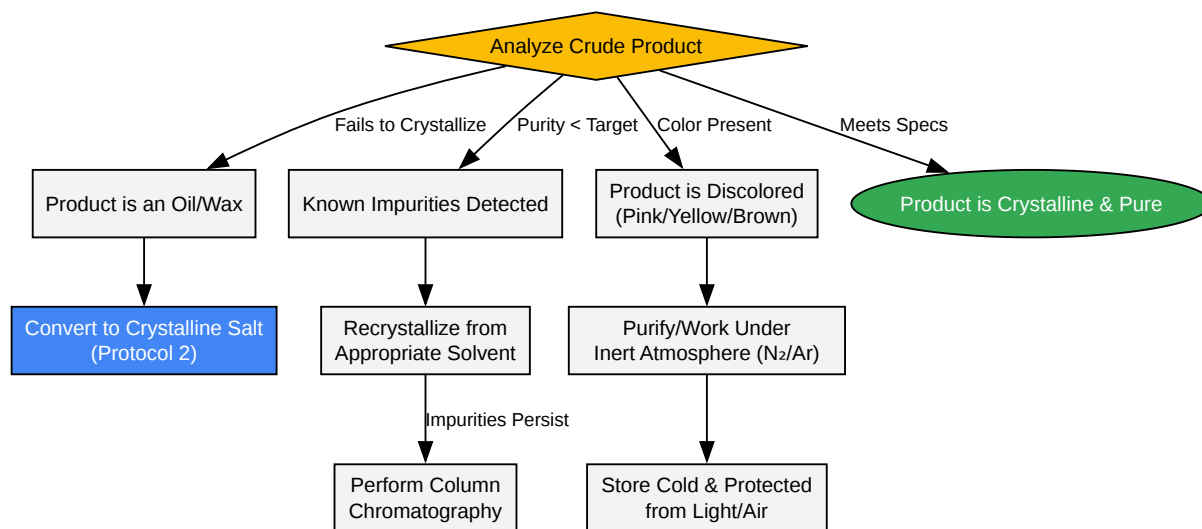 Analyze Crude Product
Fails to Crystallize
Purity < Target
Color Present
Meets Specs
Product is an Oil/Wax
Known Impurities Detected
Product is Discolored
(Pink/Yellow/Brown)
Product is Crystalline & Pure
Convert to Crystalline Salt
(Protocol 2)
Recrystallize from
Appropriate Solvent
Purify/Work Under
Inert Atmosphere (N₂/Ar)
Impurities Persist
Perform Column
Chromatography
Store Cold & Protected
from Light/Air